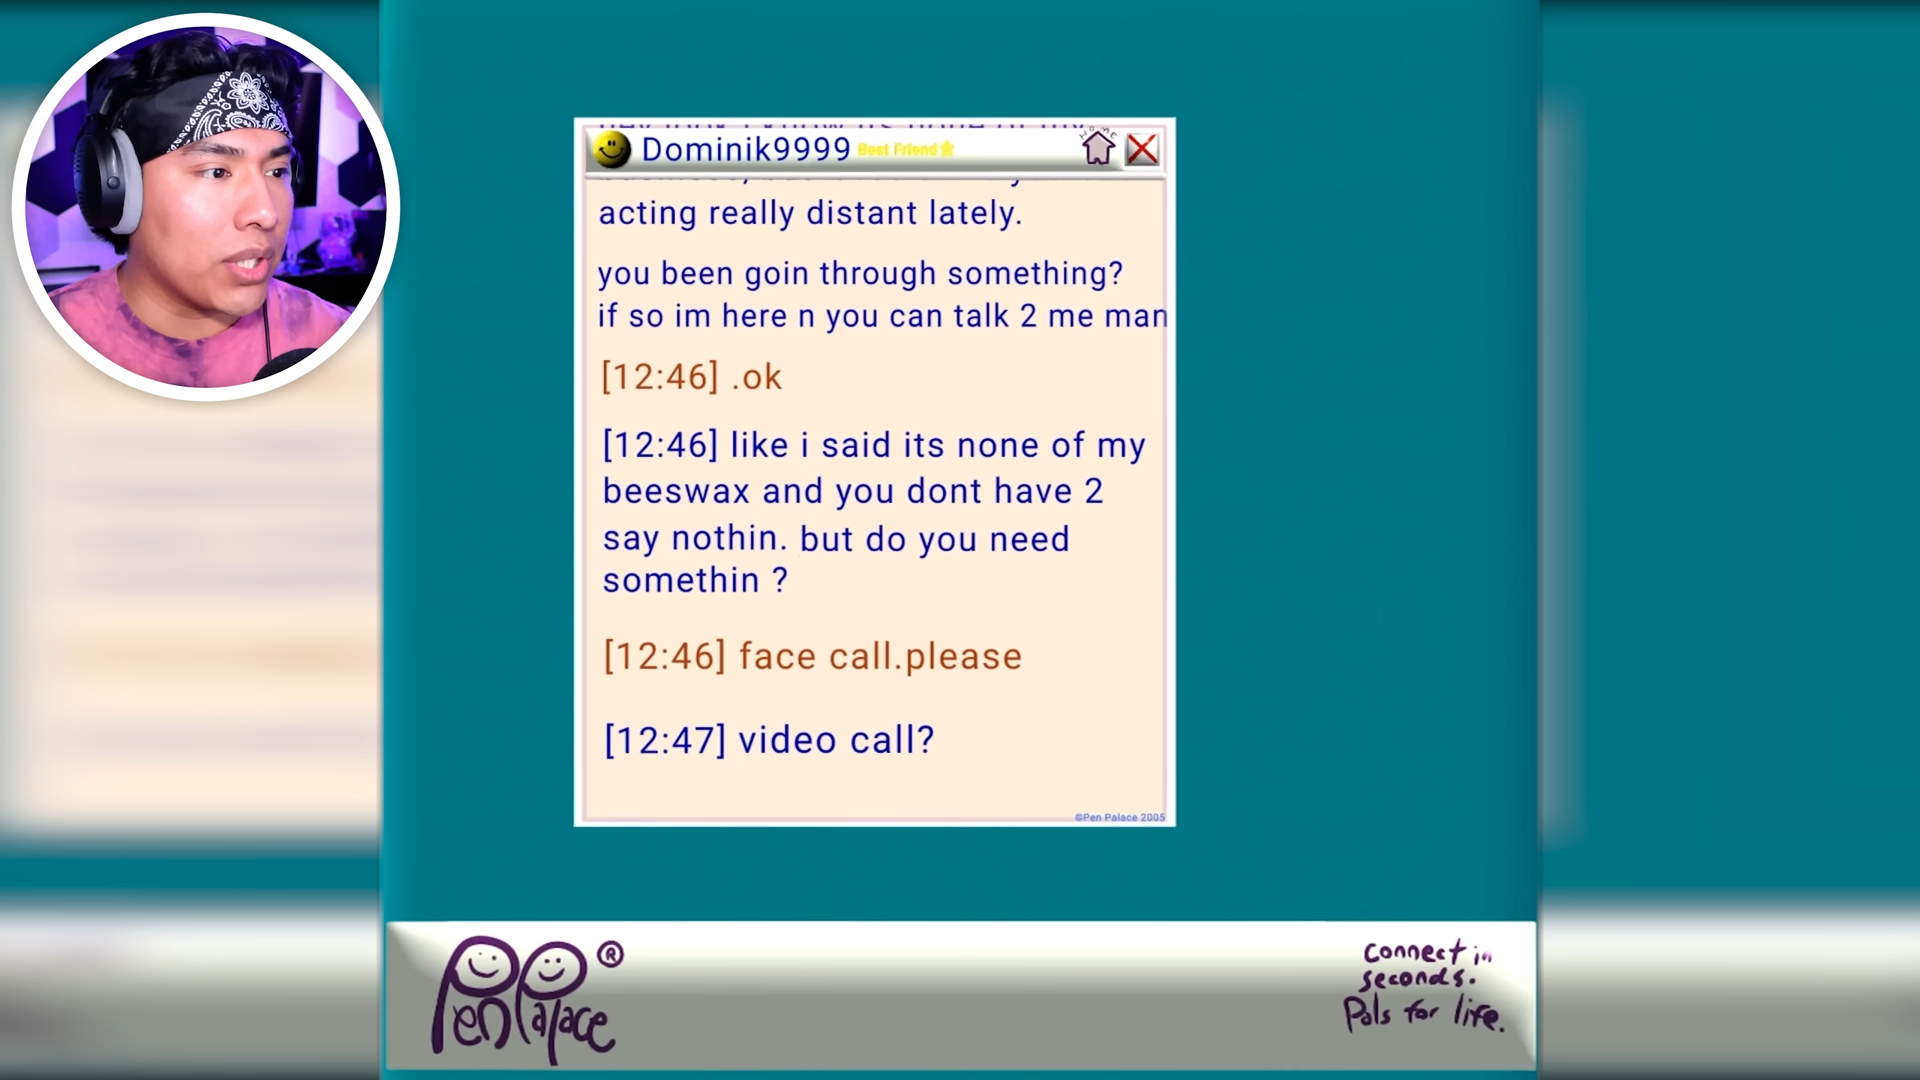 Dominik9999 Best Friend
HOME
acting really distant lately.
you been goin through something?
if so im here n you can talk 2 me man
[12:46] .ok
[12:46] like i said its none of my
beeswax and you dont have 2
say nothin. but do you need
somethin ?
[12:46] face call.please
[12:47] video call?
©Pen Palace 2005
Pen Palace ®
Connect in
seconds.
Pals for life.